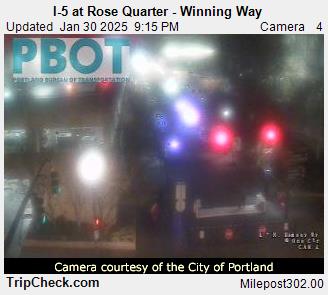 I-5 at Rose Quarter - Winning Way
Updated Jan 30 2025 9:15 PM Camera 4
PBOT
PORTLAND BUREAU OF TRANSPORTATION
Camera courtesy of the City of Portland
TripCheck.com Milepost302.00